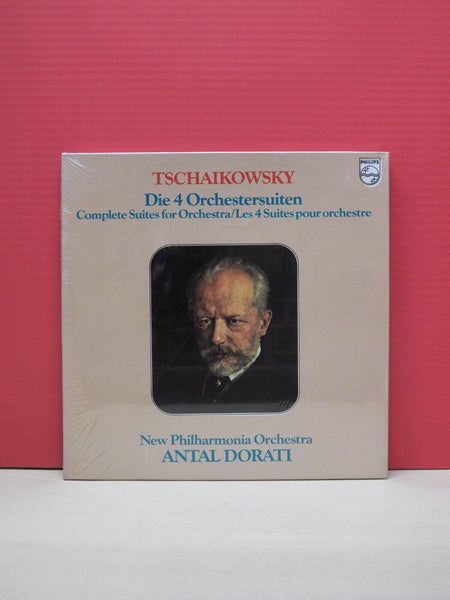 PHILIPS
TSCHAIKOWSKY
Die 4 Orchestersuiten
Complete Suites for Orchestra/Les 4 Suites pour orchestre
New Philharmonia Orchestra
ANTAL DORATI